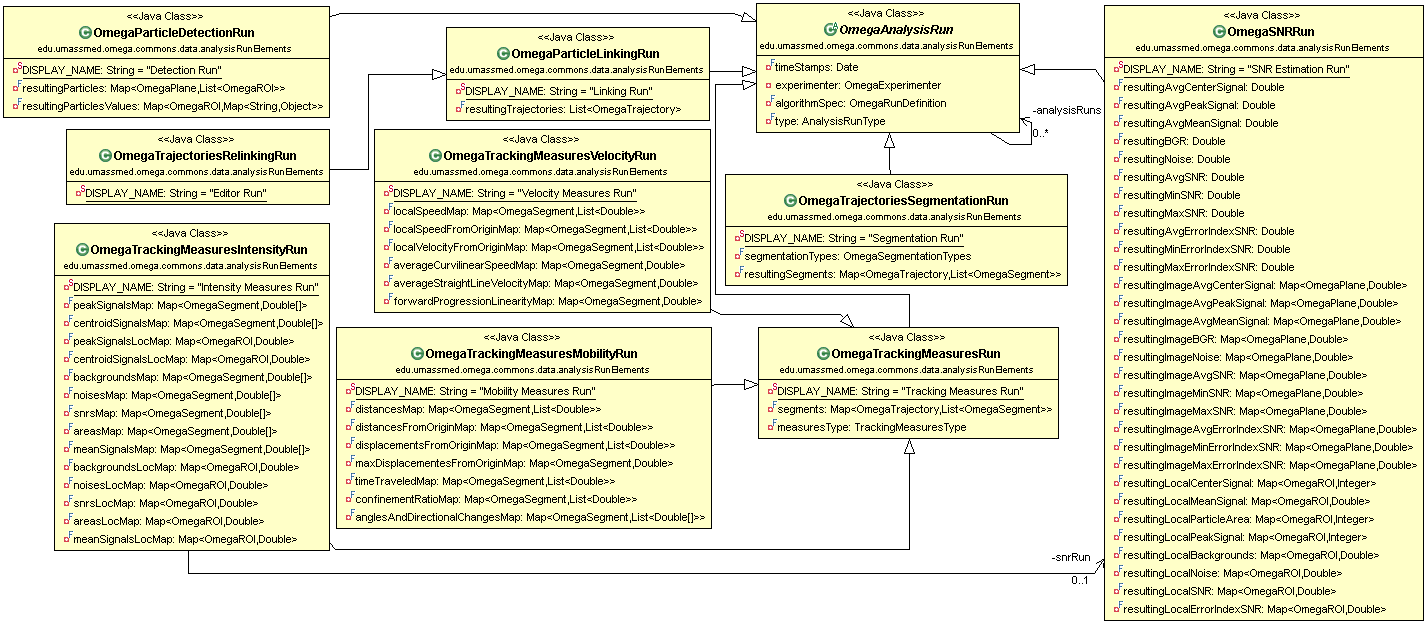 <<Java Class>>
OmegaParticleDetectionRun
edu.umassmed.omega.commons.data.analysisRunElements
DISPLAY_NAME: String = "Detection Run"
resultingParticles: Map<OmegaPlane,List<OmegaROI>>
resultingParticlesValues: Map<OmegaROI,Map<String,Object>>
<<Java Class>>
OmegaParticleLinkingRun
edu.umassmed.omega.commons.data.analysisRunElements
DISPLAY_NAME: String = "Linking Run"
resultingTrajectories: List<OmegaTrajectory>
<<Java Class>>
OmegaAnalysisRun
edu.umassmed.omega.commons.data.analysisRunElements
timeStamps: Date
experimenter: OmegaExperimenter
algorithmSpec: OmegaRunDefinition
type: AnalysisRunType
-analysisRuns
0..*
<<Java Class>>
OmegaTrajectoriesRelinkingRun
edu.umassmed.omega.commons.data.analysisRunElements
DISPLAY_NAME: String = "Editor Run"
<<Java Class>>
OmegaTrackingMeasuresVelocityRun
edu.umassmed.omega.commons.data.analysisRunElements
DISPLAY_NAME: String = "Velocity Measures Run"
localSpeedMap: Map<OmegaSegment,List<Double>>
localSpeedFromOriginMap: Map<OmegaSegment,List<Double>>
localVelocityFromOriginMap: Map<OmegaSegment,List<Double>>
averageCurvilinearSpeedMap: Map<OmegaSegment,Double>
averageStraightLineVelocityMap: Map<OmegaSegment,Double>
forwardProgressionLinearityMap: Map<OmegaSegment,Double>
<<Java Class>>
OmegaTrajectoriesSegmentationRun
edu.umassmed.omega.commons.data.analysisRunElements
DISPLAY_NAME: String = "Segmentation Run"
segmentationTypes: OmegaSegmentationTypes
resultingSegments: Map<OmegaTrajectory,List<OmegaSegment>>
<<Java Class>>
OmegaTrackingMeasuresIntensityRun
edu.umassmed.omega.commons.data.analysisRunElements
DISPLAY_NAME: String = "Intensity Measures Run"
peakSignalsMap: Map<OmegaSegment,Double[]>
centroidSignalsMap: Map<OmegaSegment,Double[]>
peakSignalsLocMap: Map<OmegaROI,Double>
centroidSignalsLocMap: Map<OmegaROI,Double>
backgroundsMap: Map<OmegaSegment,Double[]>
noisesMap: Map<OmegaSegment,Double[]>
snrsMap: Map<OmegaSegment,Double[]>
areasMap: Map<OmegaSegment,Double[]>
meanSignalsMap: Map<OmegaSegment,Double[]>
backgroundsLocMap: Map<OmegaROI,Double>
noisesLocMap: Map<OmegaROI,Double>
snrsLocMap: Map<OmegaROI,Double>
areasLocMap: Map<OmegaROI,Double>
meanSignalsLocMap: Map<OmegaROI,Double>
<<Java Class>>
OmegaTrackingMeasuresMobilityRun
edu.umassmed.omega.commons.data.analysisRunElements
DISPLAY_NAME: String = "Mobility Measures Run"
distancesMap: Map<OmegaSegment,List<Double>>
distancesFromOriginMap: Map<OmegaSegment,List<Double>>
displacementsFromOriginMap: Map<OmegaSegment,List<Double>>
maxDisplacementesFromOriginMap: Map<OmegaSegment,Double>
timeTraveledMap: Map<OmegaSegment,List<Double>>
confinementRatioMap: Map<OmegaSegment,List<Double>>
anglesAndDirectionalChangesMap: Map<OmegaSegment,List<Double[]>>
<<Java Class>>
OmegaTrackingMeasuresRun
edu.umassmed.omega.commons.data.analysisRunElements
DISPLAY_NAME: String = "Tracking Measures Run"
segments: Map<OmegaTrajectory,List<OmegaSegment>>
measuresType: TrackingMeasuresType
-snrRun
0..1
<<Java Class>>
OmegaSNRRun
edu.umassmed.omega.commons.data.analysisRunElements
DISPLAY_NAME: String = "SNR Estimation Run"
resultingAvgCenterSignal: Double
resultingAvgPeakSignal: Double
resultingAvgMeanSignal: Double
resultingBGR: Double
resultingNoise: Double
resultingAvgSNR: Double
resultingMinSNR: Double
resultingMaxSNR: Double
resultingAvgErrorIndexSNR: Double
resultingMinErrorIndexSNR: Double
resultingMaxErrorIndexSNR: Double
resultingImageAvgCenterSignal: Map<OmegaPlane,Double>
resultingImageAvgPeakSignal: Map<OmegaPlane,Double>
resultingImageAvgMeanSignal: Map<OmegaPlane,Double>
resultingImageBGR: Map<OmegaPlane,Double>
resultingImageNoise: Map<OmegaPlane,Double>
resultingImageAvgSNR: Map<OmegaPlane,Double>
resultingImageMinSNR: Map<OmegaPlane,Double>
resultingImageMaxSNR: Map<OmegaPlane,Double>
resultingImageAvgErrorIndexSNR: Map<OmegaPlane,Double>
resultingImageMinErrorIndexSNR: Map<OmegaPlane,Double>
resultingImageMaxErrorIndexSNR: Map<OmegaPlane,Double>
resultingLocalCenterSignal: Map<OmegaROI,Integer>
resultingLocalMeanSignal: Map<OmegaROI,Double>
resultingLocalParticleArea: Map<OmegaROI,Integer>
resultingLocalPeakSignal: Map<OmegaROI,Integer>
resultingLocalBackgrounds: Map<OmegaROI,Double>
resultingLocalNoise: Map<OmegaROI,Double>
resultingLocalSNR: Map<OmegaROI,Double>
resultingLocalErrorIndexSNR: Map<OmegaROI,Double>